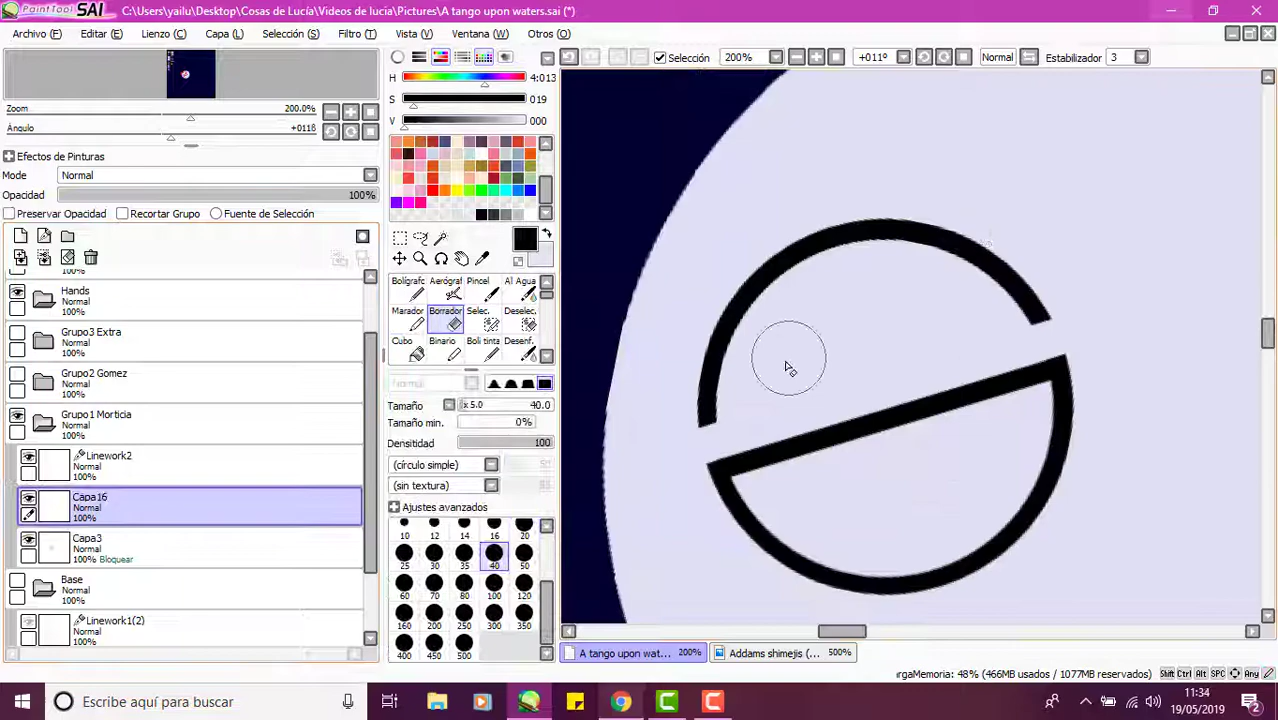 PaintTool SAI C:\Users\yailu\Desktop\Cosas de Lucía\Videos de lucia\Pictures\A tango upon waters.sai (*)
Archivo (F) Editar (E) Lienzo (C) Capa (L) Selección (S) Filtro (T) Vista (V) Ventana (W) Otros (O)
Selección 200% +011º Normal Estabilizador 3
H 4:013
S 019
V 000
Zoom 200.0%
Ángulo +011ß
Efectos de Pinturas
Modo Normal
Opacidad 100%
Preservar Opacidad Recortar Grupo Fuente de Selección
100%
Hands
Normal
100%
Grupo3 Extra
Normal
100%
Grupo2 Gomez
Normal
100%
Grupo1 Morticia
Normal
100%
Linework2
Normal
100%
Capa16
Normal
100%
Capa3
Normal
100% Bloquear
Base
Normal
100%
Linework1(2)
Normal
100%
Bolígrafc Aerógraf Pincel Al Agua
Marador Borrador Selec. Deselec.
Cubo Binario Boli tinta Desenf.
Normal
Tamaño x 5.0 40.0
Tamaño min. 0%
Densitidad 100
(círculo simple)
(sin textura)
Ajustes avanzados
10 12 14 16 20
25 30 35 40 50
60 70 80 100 120
160 200 250 300 350
400 450 500
A tango upon wat... 200% Addams shimejis (... 500%
ırgaMemoria: 48% (466MB usados / 1077MB reservados) Shift Ctrl Alt SPC Any
Escribe aquí para buscar
11:34
19/05/2019
2